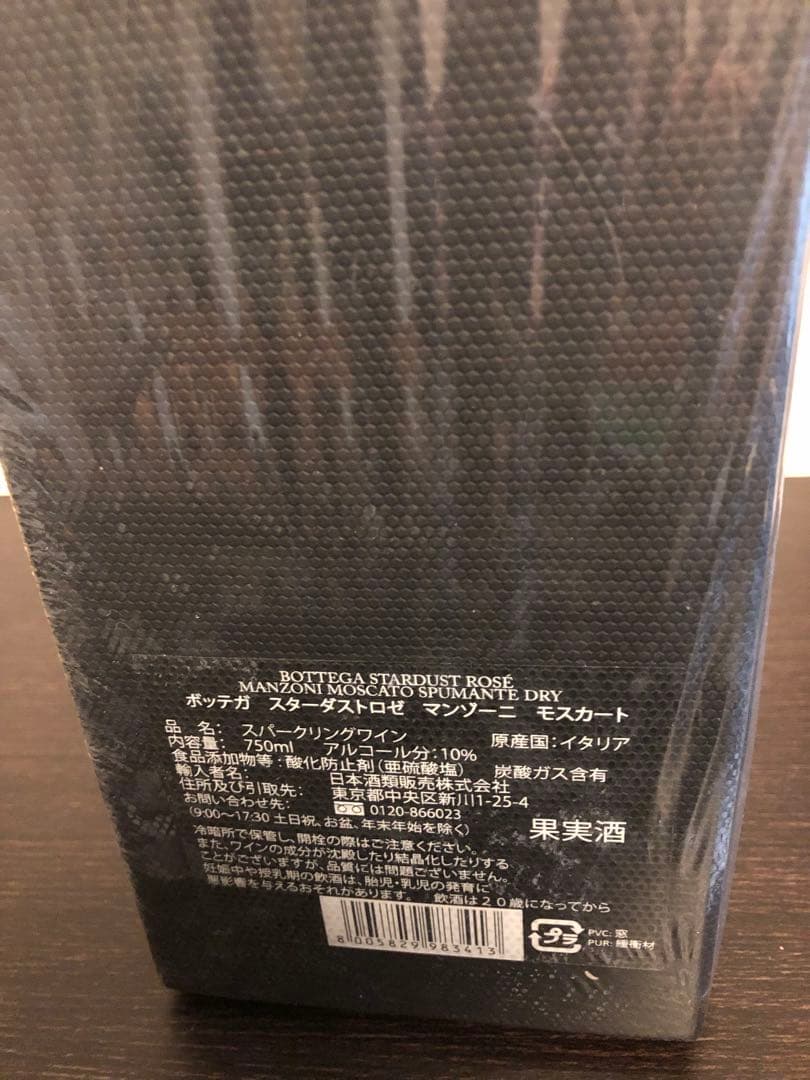 BOTTEGA STARDUST ROSÉ
MANZONI MOSCATO SPUMANTE DRY
ボッテガ スターダストロゼ マンゾーニ モスカート
品 名: スパークリングワイン 原産国:イタリア
内容量: 750ml アルコール分:10%
食品添加物等:酸化防止剤(亜硫酸塩) 炭酸ガス含有
輸入者名: 日本酒類販売株式会社
住所及び引取先: 東京都中央区新川1-25-4
お問い合わせ先: 0120-866023
(9:00~17:30 土日祝、お盆、年末年始を除く) 果実酒
冷暗所で保管し、開栓の際はご注意ください。
また、ワインの成分が沈殿したり結晶化したりする
ことがございますが、品質には問題ございません。
妊娠中や授乳期の飲酒は、胎児・乳児の発育に
悪影響を与えるおそれがあります。 飲酒は20歳になってから
8 005829 983413
プラ
PVC: 窓
PUR: 緩衝材